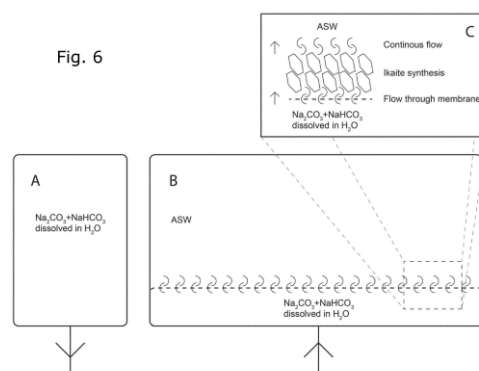 Fig. 6
C
ASW
Continous flow
Ikaite synthesis
Flow through membrane
Na₂CO₃+NaHCO₃
dissolved in H₂O
A
Na₂CO₃+NaHCO₃
dissolved in H₂O
B
ASW
Na₂CO₃+NaHCO₃
dissolved in H₂O